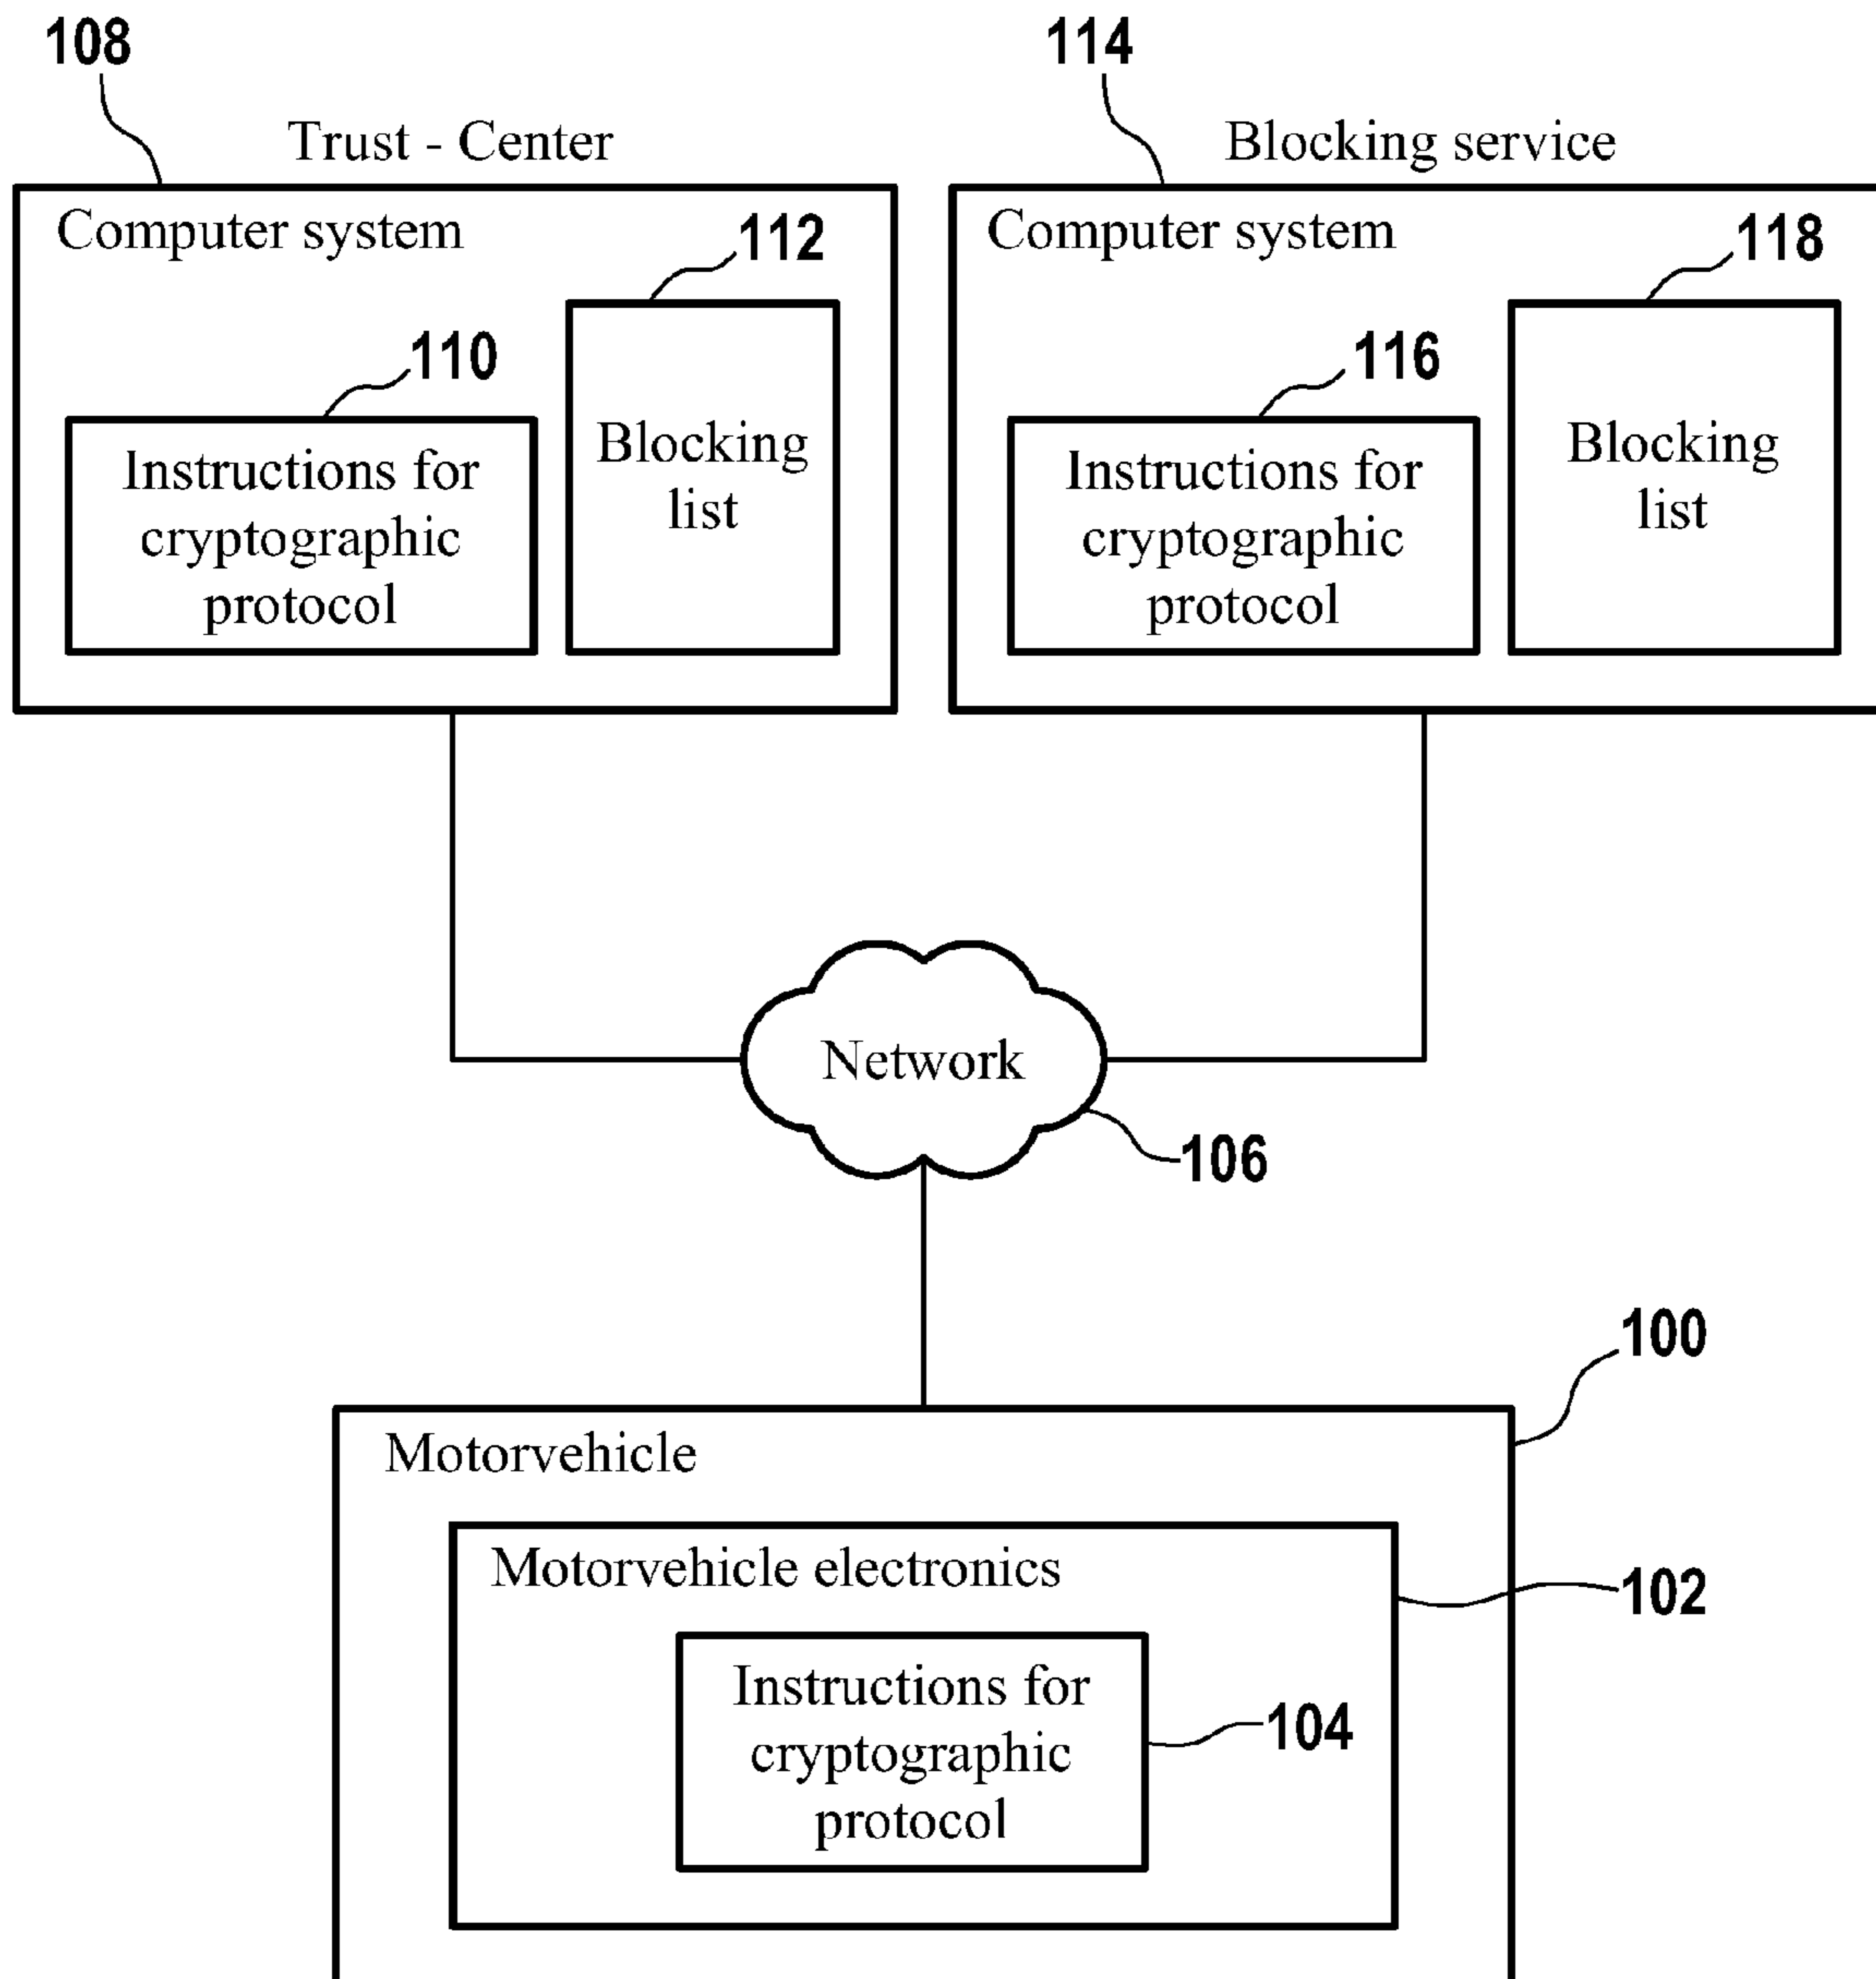 108
114
Trust - Center
Blocking service
Computer system
112
Computer system
118
110
116
Instructions for
cryptographic
protocol
Blocking
list
Instructions for
cryptographic
protocol
Blocking
list
Network
106
100
Motorvehicle
Motorvehicle electronics
102
Instructions for
cryptographic
protocol
104